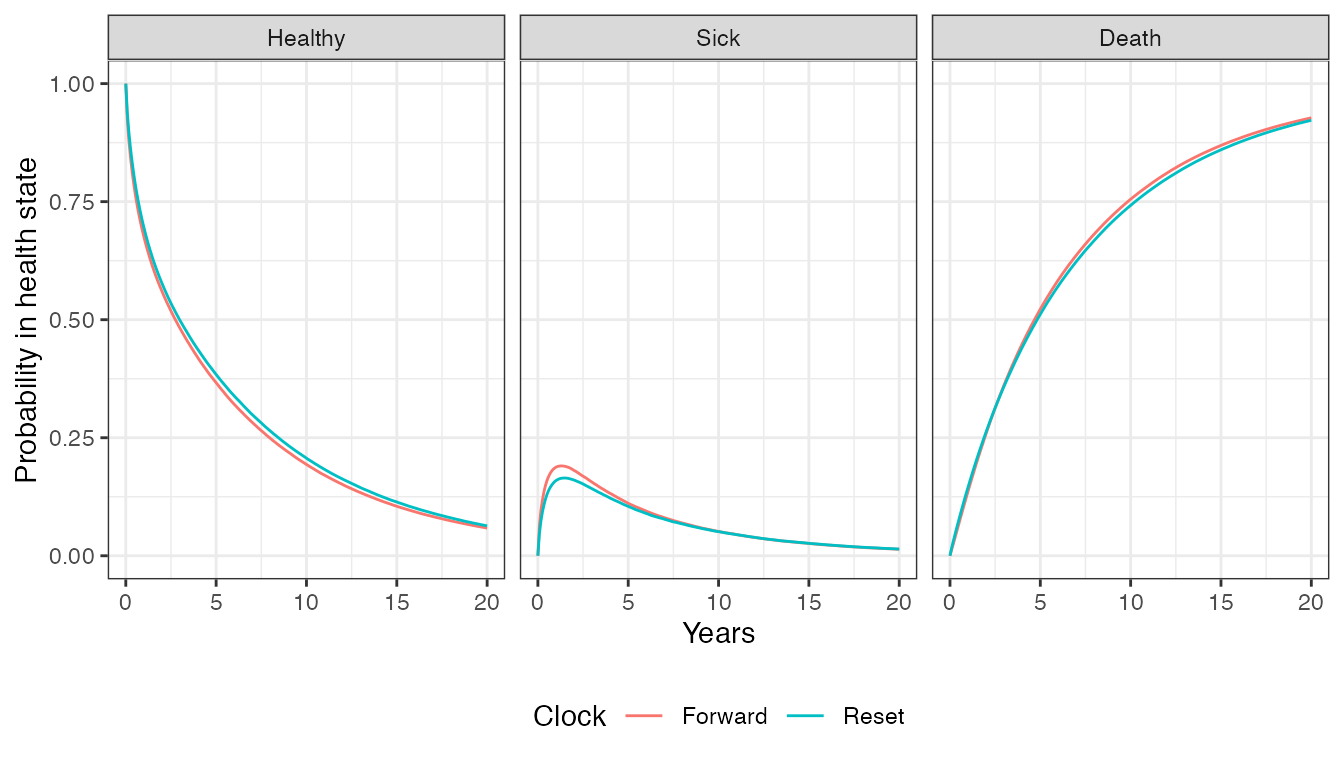 Healthy Sick Death
Probability in health state
1.00
0.75
0.50
0.25
0.00
0 5 10 15 20 0 5 10 15 20 0 5 10 15 20
Years
Clock Forward Reset